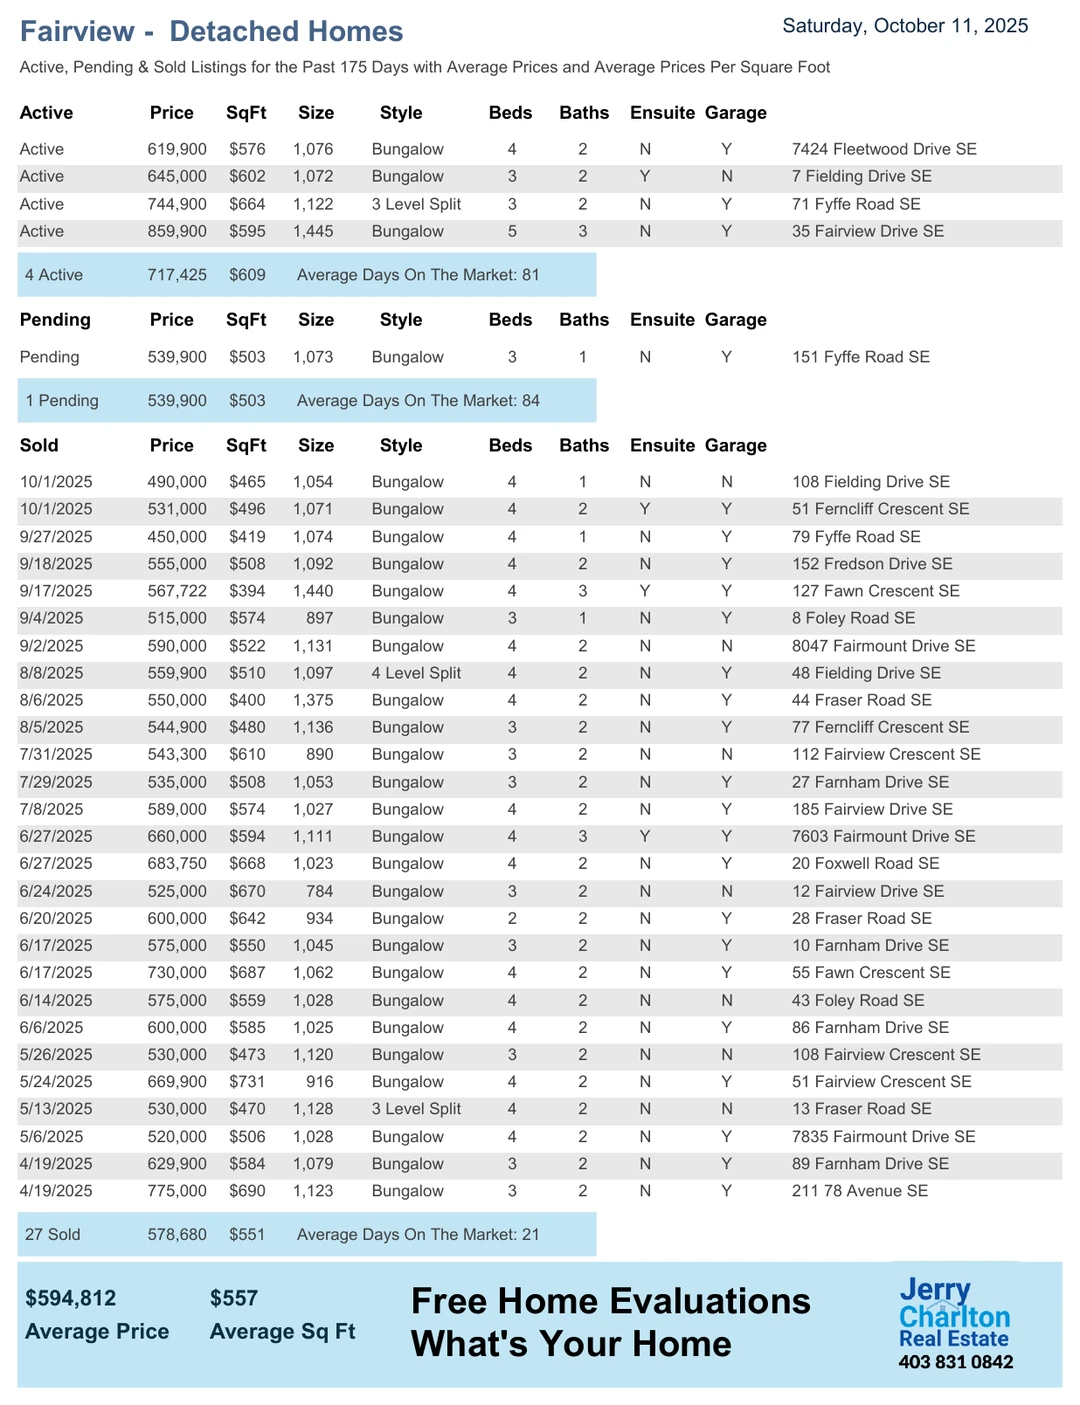 Fairview - Detached Homes Saturday, October 11, 2025
Active, Pending & Sold Listings for the Past 175 Days with Average Prices and Average Prices Per Square Foot
Active Price SqFt Size Style Beds Baths Ensuite Garage
Active 619,900 $576 1,076 Bungalow 4 2 N Y 7424 Fleetwood Drive SE
Active 645,000 $602 1,072 Bungalow 3 2 Y N 7 Fielding Drive SE
Active 744,900 $664 1,122 3 Level Split 3 2 N Y 71 Fyffe Road SE
Active 859,900 $595 1,445 Bungalow 5 3 N Y 35 Fairview Drive SE
4 Active 717,425 $609 Average Days On The Market: 81
Pending Price SqFt Size Style Beds Baths Ensuite Garage
Pending 539,900 $503 1,073 Bungalow 3 1 N Y 151 Fyffe Road SE
1 Pending 539,900 $503 Average Days On The Market: 84
Sold Price SqFt Size Style Beds Baths Ensuite Garage
10/1/2025 490,000 $465 1,054 Bungalow 4 1 N N 108 Fielding Drive SE
10/1/2025 531,000 $496 1,071 Bungalow 4 2 Y Y 51 Ferncliff Crescent SE
9/27/2025 450,000 $419 1,074 Bungalow 4 1 N Y 79 Fyffe Road SE
9/18/2025 555,000 $508 1,092 Bungalow 4 2 N Y 152 Fredson Drive SE
9/17/2025 567,722 $394 1,440 Bungalow 4 3 Y Y 127 Fawn Crescent SE
9/4/2025 515,000 $574 897 Bungalow 3 1 N Y 8 Foley Road SE
9/2/2025 590,000 $522 1,131 Bungalow 4 2 N N 8047 Fairmount Drive SE
8/8/2025 559,900 $510 1,097 4 Level Split 4 2 N Y 48 Fielding Drive SE
8/6/2025 550,000 $400 1,375 Bungalow 4 2 N Y 44 Fraser Road SE
8/5/2025 544,900 $480 1,136 Bungalow 3 2 N Y 77 Ferncliff Crescent SE
7/31/2025 543,300 $610 890 Bungalow 3 2 N N 112 Fairview Crescent SE
7/29/2025 535,000 $508 1,053 Bungalow 3 2 N Y 27 Farnham Drive SE
7/8/2025 589,000 $574 1,027 Bungalow 4 2 N Y 185 Fairview Drive SE
6/27/2025 660,000 $594 1,111 Bungalow 4 3 Y Y 7603 Fairmount Drive SE
6/27/2025 683,750 $668 1,023 Bungalow 4 2 N Y 20 Foxwell Road SE
6/24/2025 525,000 $670 784 Bungalow 3 2 N N 12 Fairview Drive SE
6/20/2025 600,000 $642 934 Bungalow 2 2 N Y 28 Fraser Road SE
6/17/2025 575,000 $550 1,045 Bungalow 3 2 N Y 10 Farnham Drive SE
6/17/2025 730,000 $687 1,062 Bungalow 4 2 N Y 55 Fawn Crescent SE
6/14/2025 575,000 $559 1,028 Bungalow 4 2 N N 43 Foley Road SE
6/6/2025 600,000 $585 1,025 Bungalow 4 2 N Y 86 Farnham Drive SE
5/26/2025 530,000 $473 1,120 Bungalow 3 2 N N 108 Fairview Crescent SE
5/24/2025 669,900 $731 916 Bungalow 4 2 N Y 51 Fairview Crescent SE
5/13/2025 530,000 $470 1,128 3 Level Split 4 2 N N 13 Fraser Road SE
5/6/2025 520,000 $506 1,028 Bungalow 4 2 N Y 7835 Fairmount Drive SE
4/19/2025 629,900 $584 1,079 Bungalow 3 2 N Y 89 Farnham Drive SE
4/19/2025 775,000 $690 1,123 Bungalow 3 2 N Y 211 78 Avenue SE
27 Sold 578,680 $551 Average Days On The Market: 21
$594,812 $557
Average Price Average Sq Ft
Free Home Evaluations
What's Your Home
Jerry
Charlton
Real Estate
403 831 0842